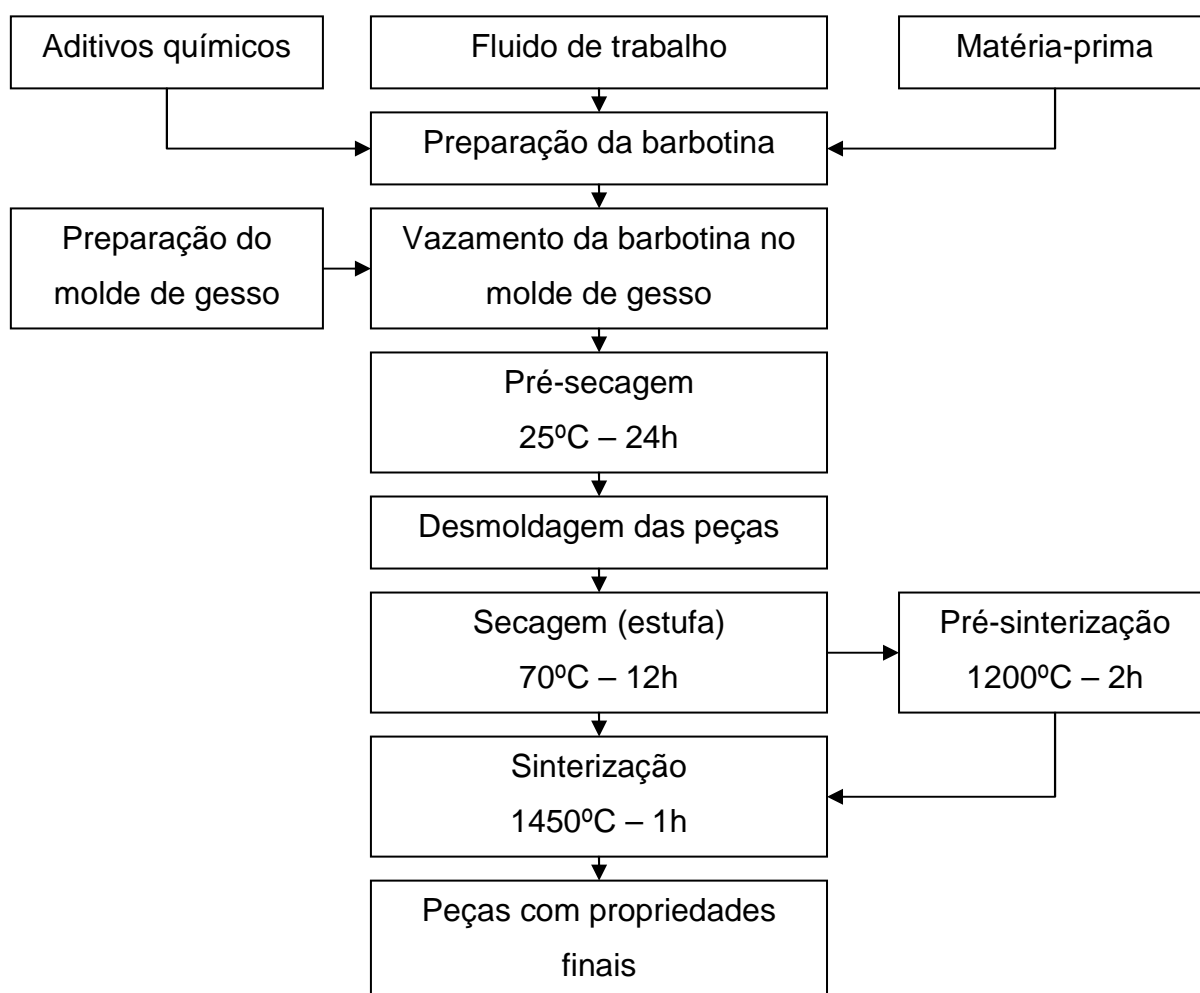 Aditivos químicos
Fluido de trabalho
Matéria-prima
Preparação da barbotina
Preparação do
molde de gesso
Vazamento da barbotina no
molde de gesso
Pré-secagem
25ºC – 24h
Desmoldagem das peças
Secagem (estufa)
70ºC – 12h
Pré-sinterização
1200ºC – 2h
Sinterização
1450ºC – 1h
Peças com propriedades
finais